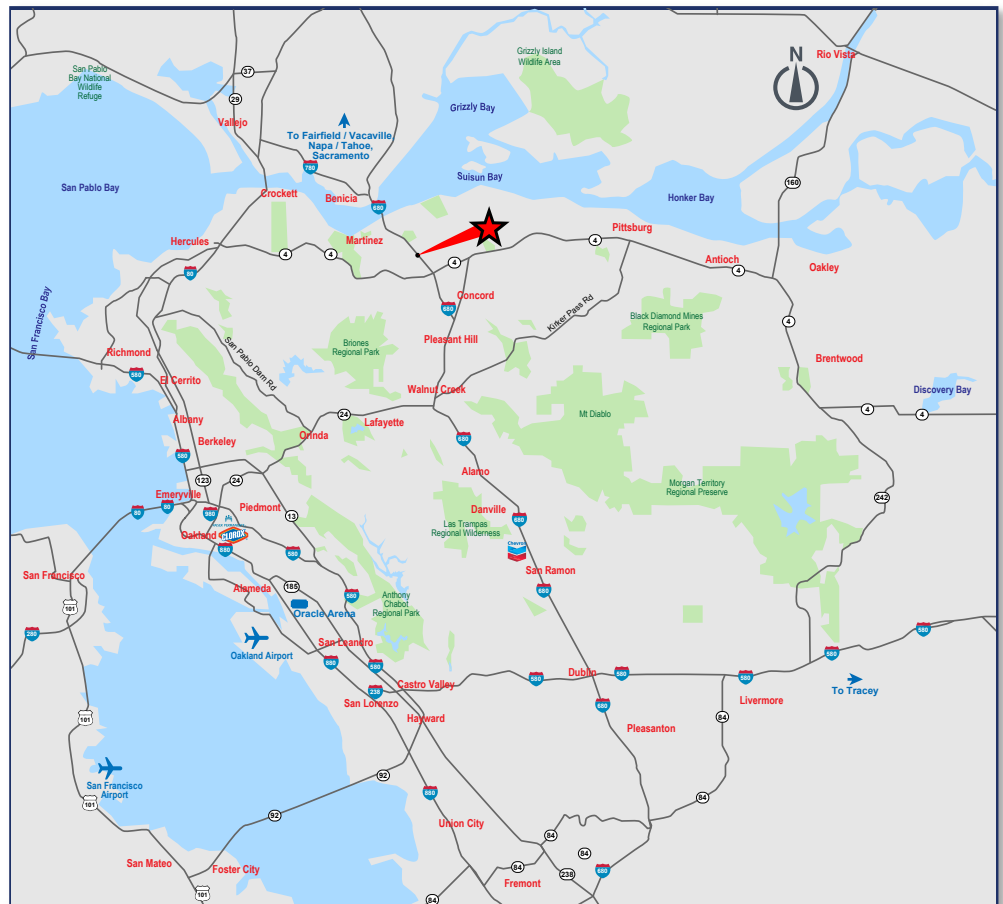 Rio Vista
N
Grizzly Island
Wildlife Area
San Pablo
Bay National
Wildlife
Refuge
37
29
Grizzly Bay
Vallejo
To Fairfield / Vacaville,
Napa / Tahoe,
Sacramento
780
Suisun Bay
160
San Pablo Bay
Crockett
Benicia
Honker Bay
680
Pittsburg
Hercules
Martinez
4
4
4
4
Antioch
4
Oakley
80
Concord
San Francisco Bay
680
Kirker Pass Rd
Black Diamond Mines
Regional Park
4
Pleasant Hill
Briones
Regional Park
San Pablo Dam Rd
Richmond
Brentwood
580
El Cerrito
Walnut Creek
Discovery Bay
Albany
24
Lafayette
Mt Diablo
4
4
Berkeley
Orinda
680
580
Alamo
123
24
Morgan Territory
Regional Preserve
Emeryville
242
80
80
980
Piedmont
13
Danville
680
Las Trampas
Regional Wilderness
Oakland
CLOROX
880
580
Chevron
San Francisco
San Ramon
185
Alameda
680
101
580
Anthony
Chabot
Regional Park
Oracle Arena
280
580
San Leandro
Oakland Airport
880
580
580
Dublin
580
580
580
238
Castro Valley
To Tracey
San Lorenzo
680
Livermore
101
Hayward
84
Pleasanton
92
San Francisco
Airport
880
84
101
92
Union City
84
84
San Mateo
Foster City
84
238
680
Fremont
101
84